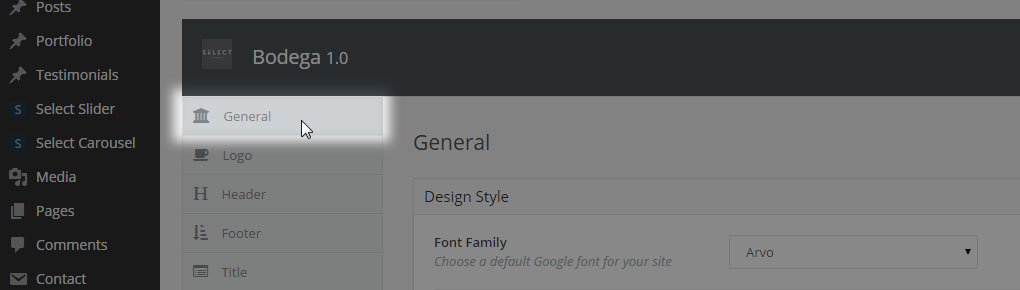 Posts
Portfolio
Testimonials
S Select Slider
S Select Carousel
Media
Pages
Comments
Contact
SELECT
Bodega 1.0
General
Logo
H Header
Footer
Title
General
Design Style
Font Family
Choose a default Google font for your site
Arvo